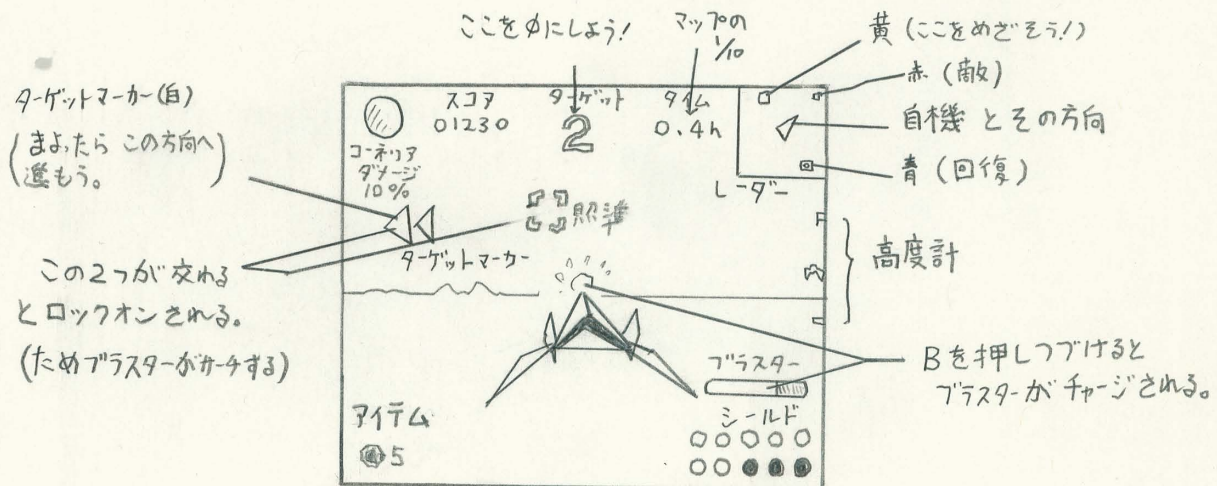 ここを0にしよう!
マップの
1/10
黄 (ここをめざそう!)
赤 (敵)
自機 とその方向
青 (回復)
ターゲットマーカー(白)
(まよったら この方向へ
進もう。)
スコア
01230
ターゲット
2
タイム
0.4h
コーネリア
ダメージ
10%
レーダー
照準
ターゲットマーカー
高度計
この2つが交れる
とロックオンされる。
(ためブラスターがサーチする)
ブラスター
Bを押しつづけると
ブラスターがチャージされる。
アイテム
5
シールド